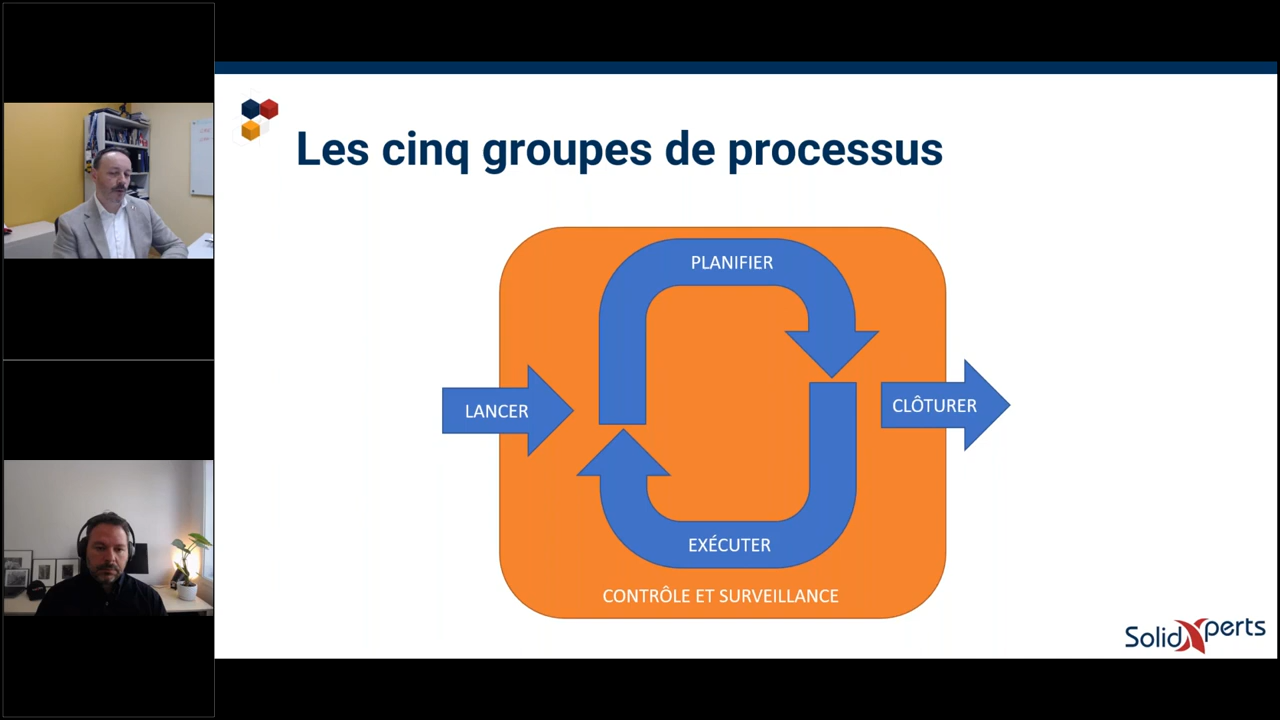 Les cinq groupes de processus
PLANIFIER
LANCER
CLÔTURER
EXÉCUTER
CONTRÔLE ET SURVEILLANCE
SolidXperts